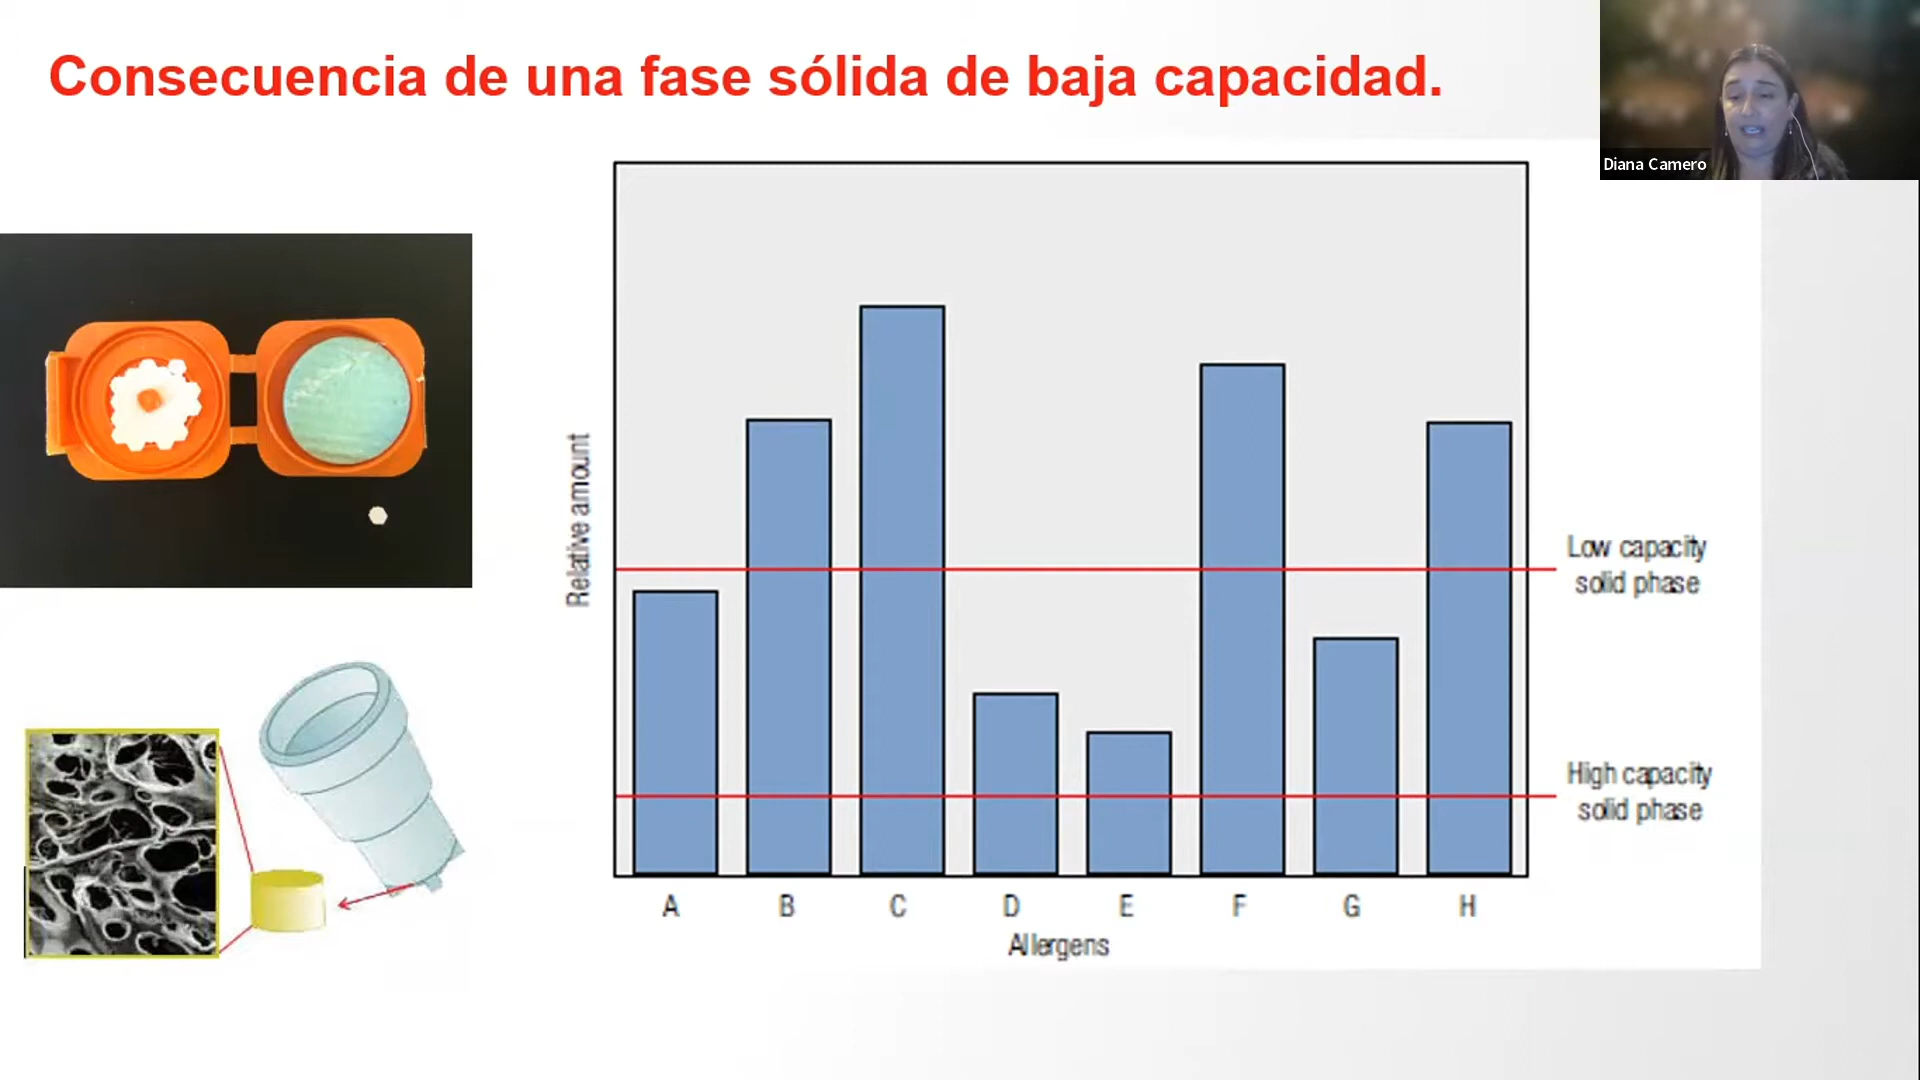 Consecuencia de una fase sólida de baja capacidad.
Diana Camero
Relative amount
Low capacity
solid phase
High capacity
solid phase
A B C D E F G H
Allergens